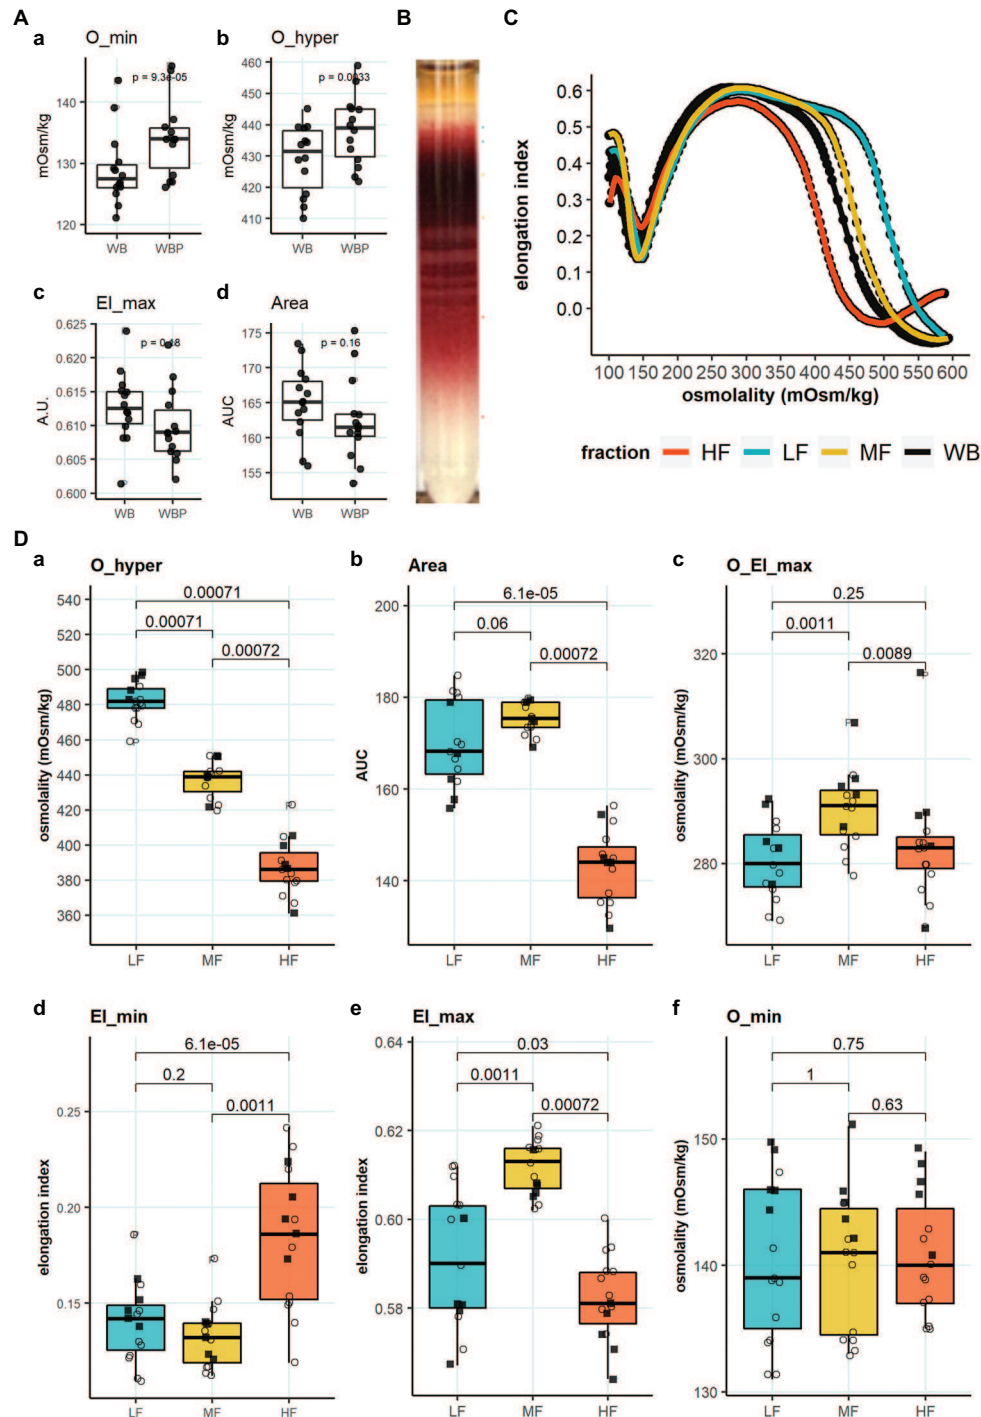 A
a
O_min
mOsm/kg
140
130
120
p = 9.3e-05
WB
WBP
b
O_hyper
mOsm/kg
460
450
440
430
420
410
p = 0.0033
WB
WBP
c
EI_max
A.U.
0.625
0.620
0.615
0.610
0.605
0.600
p = 0.48
WB
WBP
d
Area
AUC
175
170
165
160
155
p = 0.16
WB
WBP
B
C
elongation index
0.6
0.5
0.4
0.3
0.2
0.1
0.0
100 150 200 250 300 350 400 450 500 550 600
osmolality (mOsm/kg)
fraction HF LF MF WB
D
a
O_hyper
osmolality (mOsm/kg)
540
520
500
480
460
440
420
400
380
360
0.00071
0.00071
0.00072
LF MF HF
b
Area
AUC
200
180
160
140
6.1e-05
0.06
0.00072
LF MF HF
c
O_EI_max
osmolality (mOsm/kg)
320
300
280
0.25
0.0011
0.0089
LF MF HF
d
EI_min
elongation index
0.25
0.20
0.15
6.1e-05
0.2
0.0011
LF MF HF
e
EI_max
elongation index
0.64
0.62
0.60
0.58
0.03
0.0011
0.00072
LF MF HF
f
O_min
osmolality (mOsm/kg)
150
140
130
0.75
1
0.63
LF MF HF